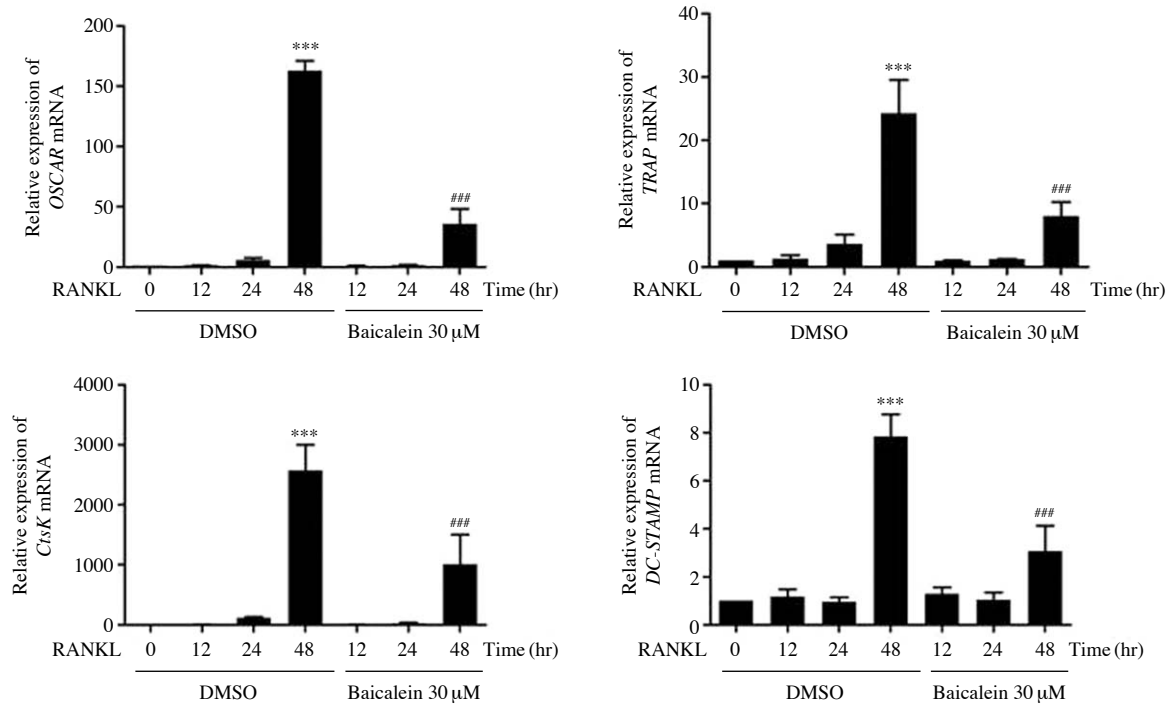 Relative expression of
OSCAR mRNA
200
150
100
50
0
***
###
RANKL 0 12 24 48 12 24 48 Time (hr)
DMSO Baicalein 30 μM
Relative expression of
TRAP mRNA
40
30
20
10
0
***
###
RANKL 0 12 24 48 12 24 48 Time (hr)
DMSO Baicalein 30 μM
Relative expression of
CtsK mRNA
4000
3000
2000
1000
0
***
###
RANKL 0 12 24 48 12 24 48 Time (hr)
DMSO Baicalein 30 μM
Relative expression of
DC-STAMP mRNA
10
8
6
4
2
0
***
###
RANKL 0 12 24 48 12 24 48 Time (hr)
DMSO Baicalein 30 μM